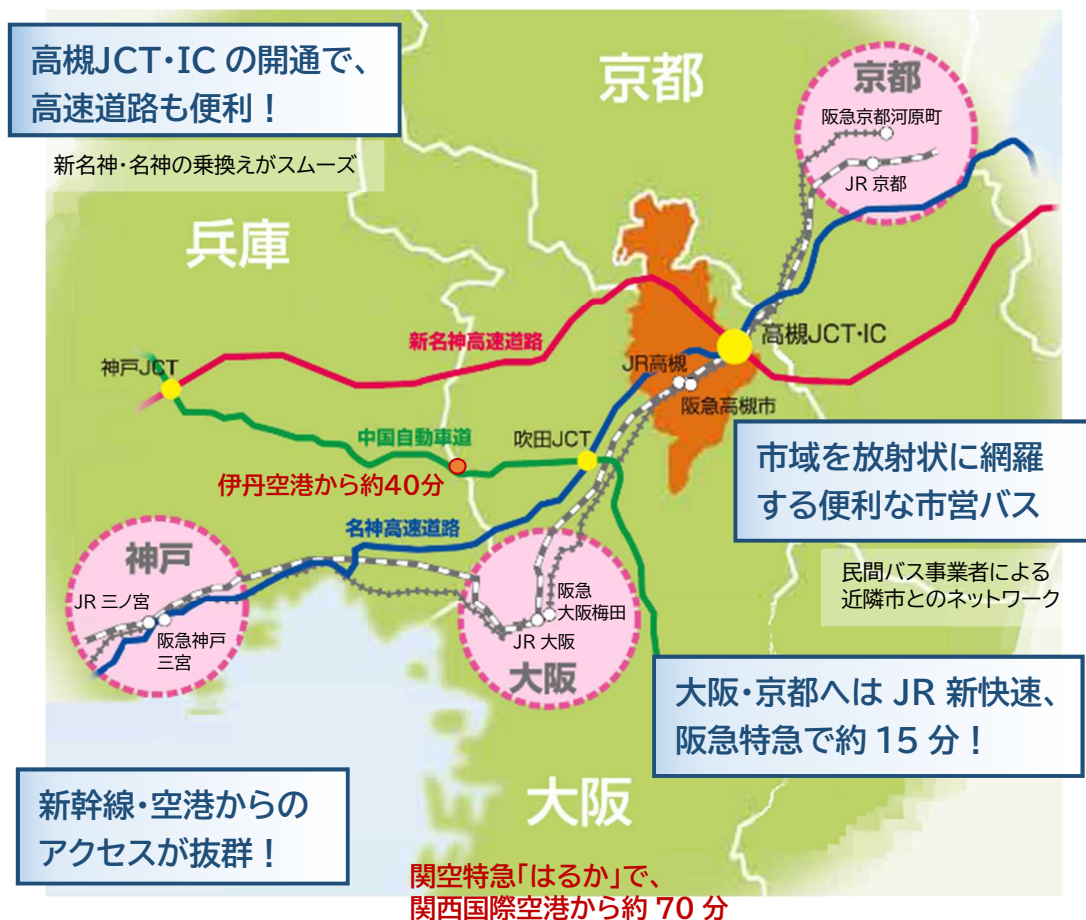 高槻JCT・IC の開通で、
高速道路も便利！
新名神・名神の乗換えがスムーズ
京都
京都
阪急京都河原町
JR 京都
兵庫
新名神高速道路
高槻JCT・IC
神戸JCT
JR高槻
阪急高槻市
中国自動車道
吹田JCT
伊丹空港から約40分
市域を放射状に網羅
する便利な市営バス
民間バス事業者による
近隣市とのネットワーク
名神高速道路
神戸
JR 三ノ宮
阪急神戸
三宮
阪急
大阪梅田
JR 大阪
大阪
大阪・京都へは JR 新快速、
阪急特急で約 15 分！
新幹線・空港からの
アクセスが抜群！
大阪
関空特急「はるか」で、
関西国際空港から約 70 分